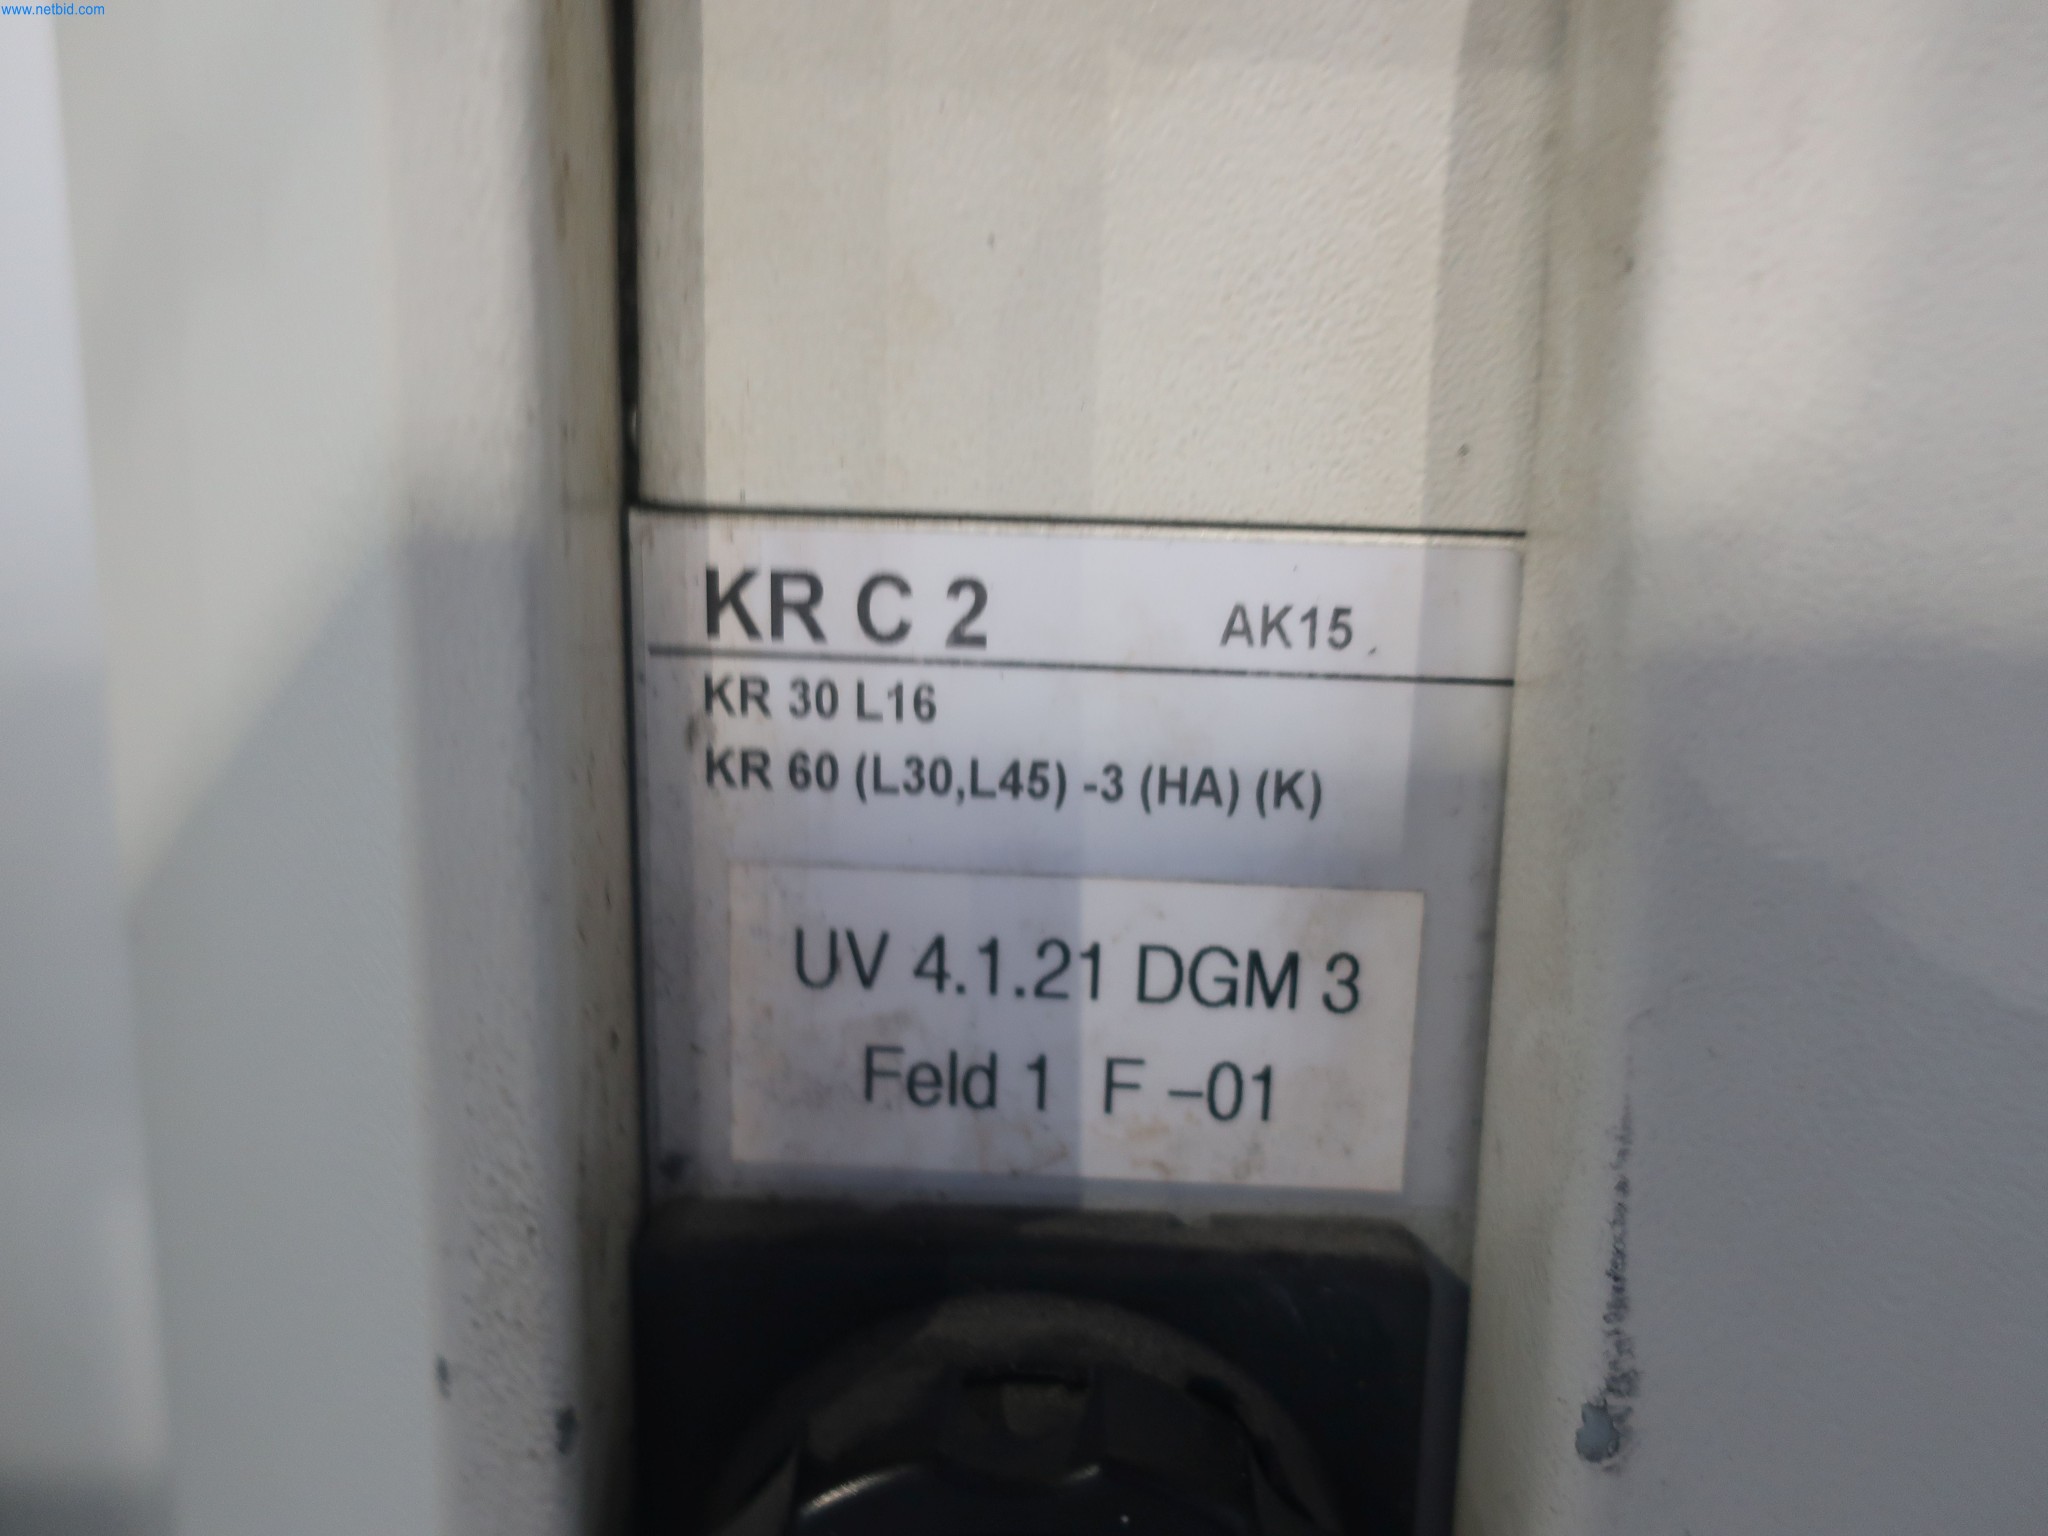 www.netbid.com
KR C 2 AK15
KR 30 L16
KR 60 (L30,L45) -3 (HA) (K)
UV 4.1.21 DGM 3
Feld 1 F -01